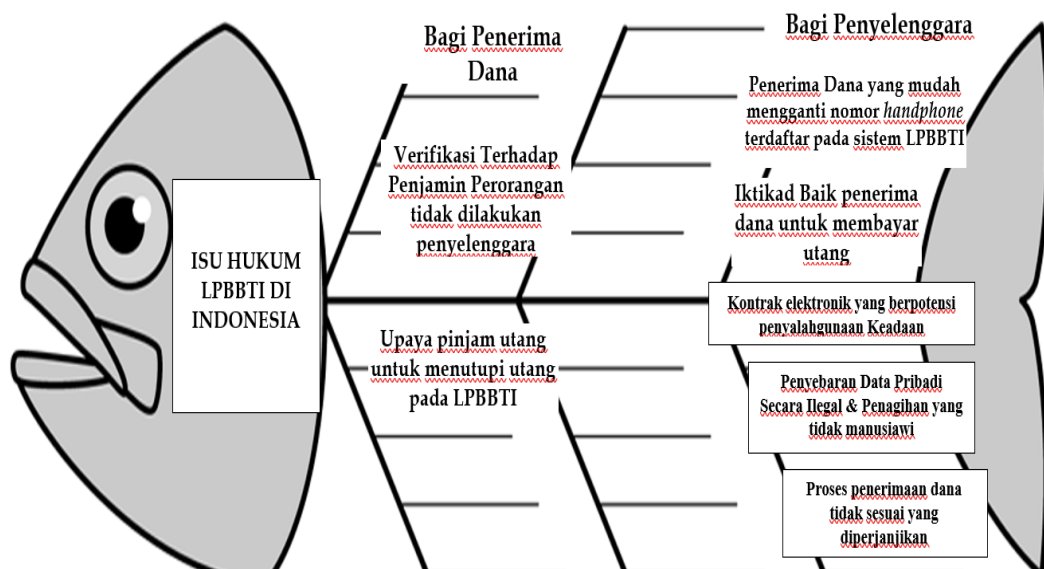 ISU HUKUM
LPBBTI DI
INDONESIA
Bagi Penerima
Dana
Verifikasi Terhadap
Penjamin Perorangan
tidak dilakukan
penyelenggara
Upaya pinjam utang
untuk menutupi utang
pada LPBBTI
Bagi Penyelenggara
Penerima Dana yang mudah
mengganti nomor handphone
terdaftar pada sistem LPBBTI
Iktikad Baik penerima
dana untuk membayar
utang
Kontrak elektronik yang berpotensi
penyalahgunaan Keadaan
Penyebaran Data Pribadi
Secara Ilegal & Penagihan yang
tidak manusiawi
Proses penerimaan dana
tidak sesuai yang
diperjanjikan